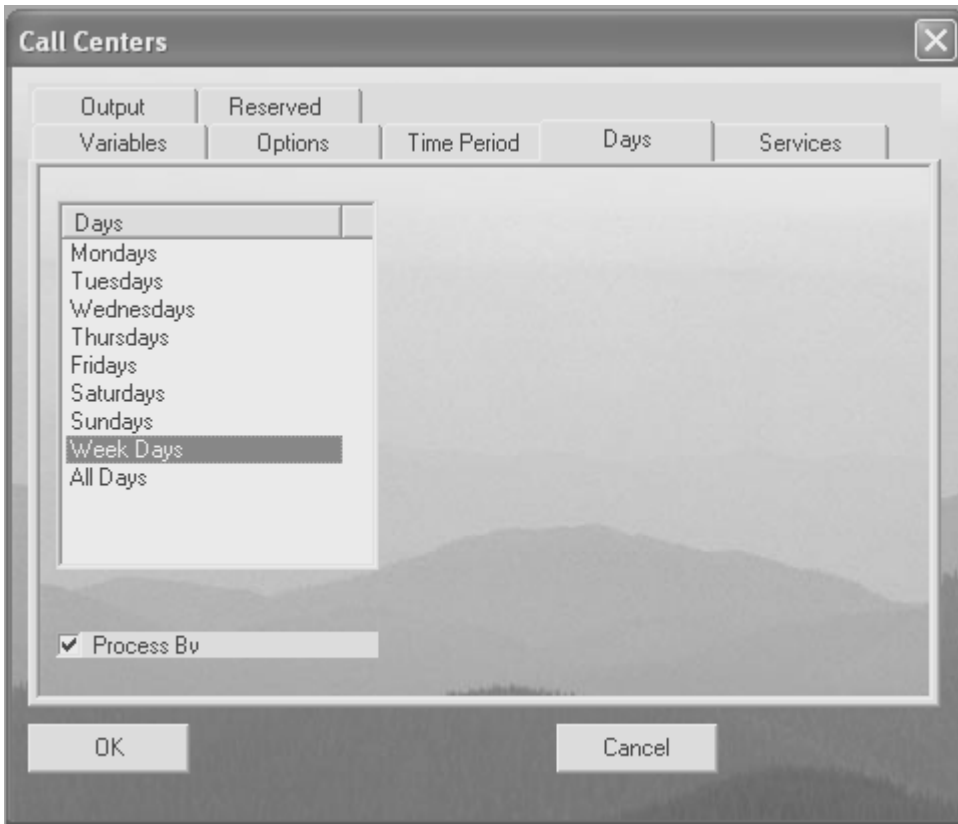 Call Centers
Output Reserved
Variables Options Time Period Days Services
Days
Mondays
Tuesdays
Wednesdays
Thursdays
Fridays
Saturdays
Sundays
Week Days
All Days
Process By
OK Cancel